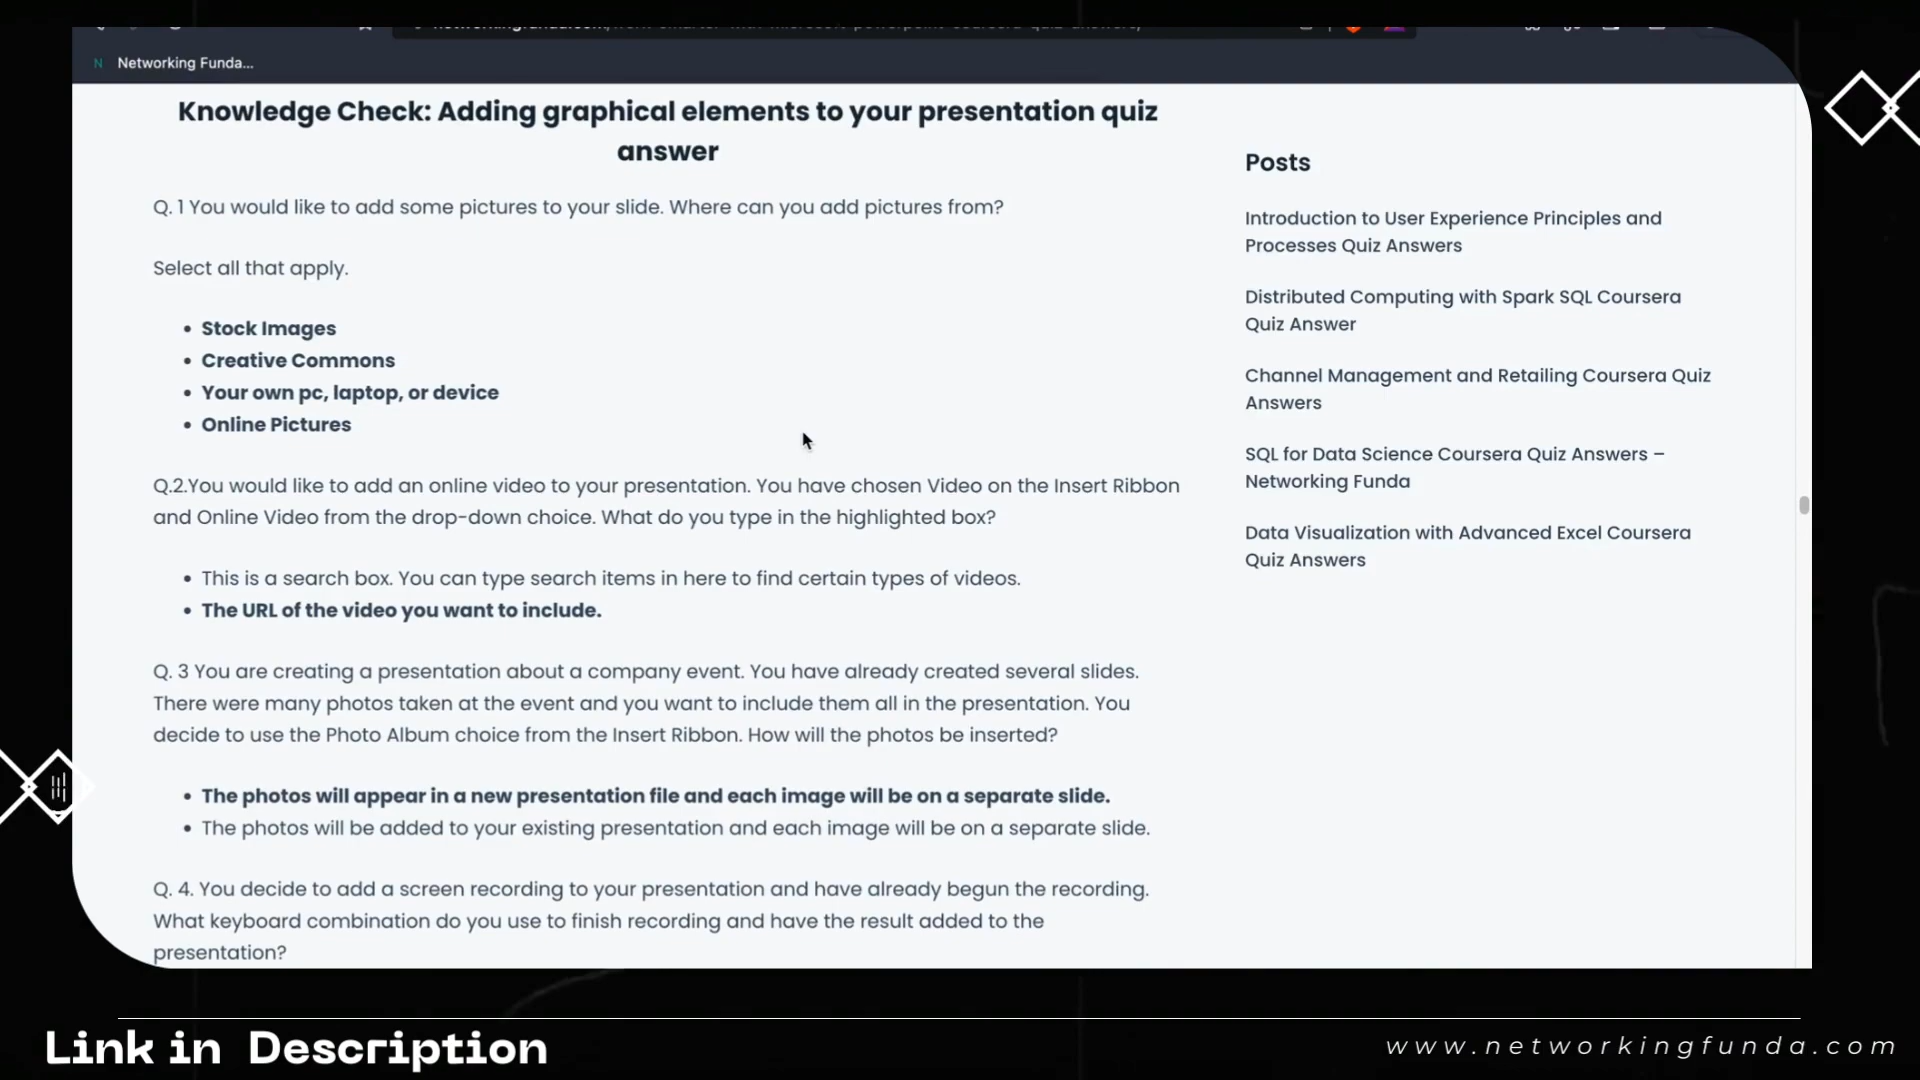 N Networking Funda...
Knowledge Check: Adding graphical elements to your presentation quiz
answer
Q. 1 You would like to add some pictures to your slide. Where can you add pictures from?
Select all that apply.
• Stock Images
• Creative Commons
• Your own pc, laptop, or device
• Online Pictures
Q.2.You would like to add an online video to your presentation. You have chosen Video on the Insert Ribbon
and Online Video from the drop-down choice. What do you type in the highlighted box?
• This is a search box. You can type search items in here to find certain types of videos.
• The URL of the video you want to include.
Q. 3 You are creating a presentation about a company event. You have already created several slides.
There were many photos taken at the event and you want to include them all in the presentation. You
decide to use the Photo Album choice from the Insert Ribbon. How will the photos be inserted?
• The photos will appear in a new presentation file and each image will be on a separate slide.
• The photos will be added to your existing presentation and each image will be on a separate slide.
Q. 4. You decide to add a screen recording to your presentation and have already begun the recording.
What keyboard combination do you use to finish recording and have the result added to the
presentation?
Posts
Introduction to User Experience Principles and
Processes Quiz Answers
Distributed Computing with Spark SQL Coursera
Quiz Answer
Channel Management and Retailing Coursera Quiz
Answers
SQL for Data Science Coursera Quiz Answers –
Networking Funda
Data Visualization with Advanced Excel Coursera
Quiz Answers
Link in Description
www.networkingfunda.com